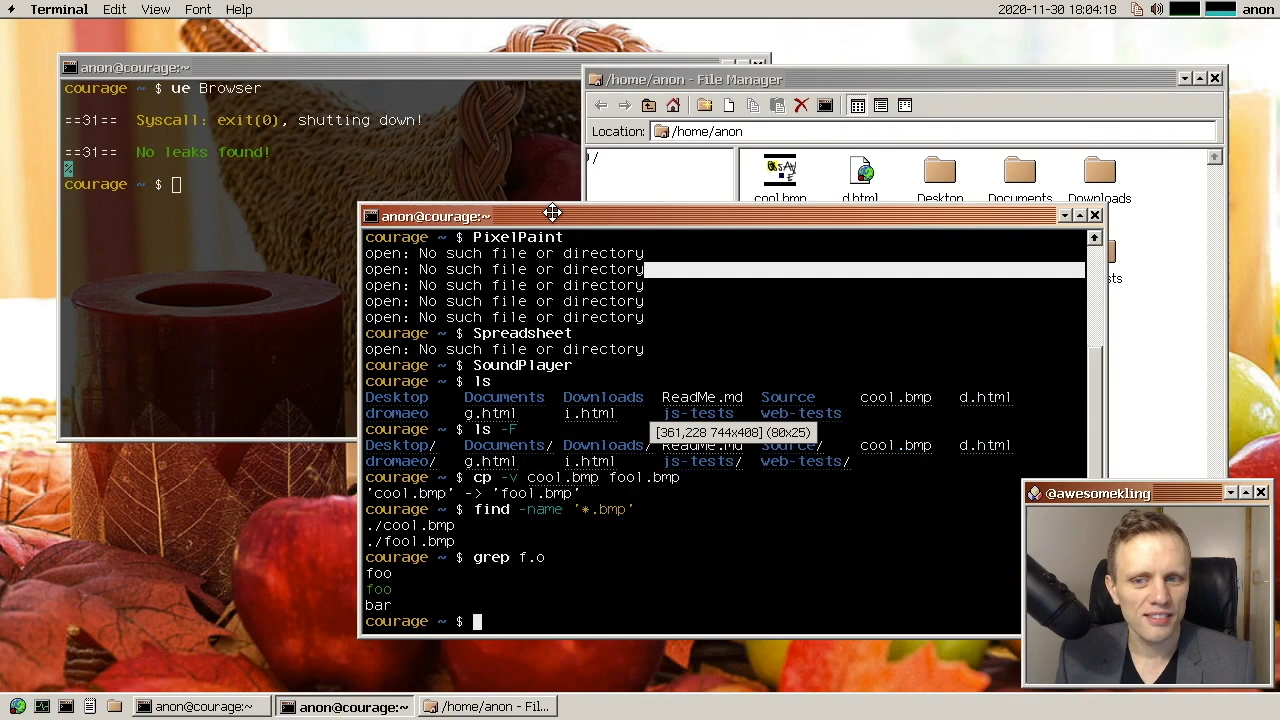 Terminal Edit View Font Help 2020-11-30 18:04:18 anon
anon@courage:~
courage ~ $ ue Browser
==31== Syscall: exit(0), shutting down!
==31== No leaks found!
%
courage ~ $
/home/anon - File Manager
Location: /home/anon
/
cool.bmp d.html Desktop Documents Downloads
anon@courage:~
courage ~ $ PixelPaint
open: No such file or directory
open: No such file or directory
open: No such file or directory
open: No such file or directory
open: No such file or directory
courage ~ $ Spreadsheet
open: No such file or directory
courage ~ $ SoundPlayer
courage ~ $ ls
Desktop Documents Downloads ReadMe.md Source cool.bmp d.html
dromaeo g.html i.html js-tests web-tests
courage ~ $ ls -F
[361,228 744x408] (80x25)
Desktop/ Documents/ Downloads/ ReadMe.md Source/ cool.bmp d.html
dromaeo/ g.html i.html js-tests/ web-tests/
courage ~ $ cp -v cool.bmp fool.bmp
'cool.bmp' -> 'fool.bmp'
courage ~ $ find -name '*.bmp'
./cool.bmp
./fool.bmp
courage ~ $ grep f.o
foo
foo
bar
courage ~ $
@awesomekling
anon@courage:~ anon@courage:~ /home/anon - Fil...